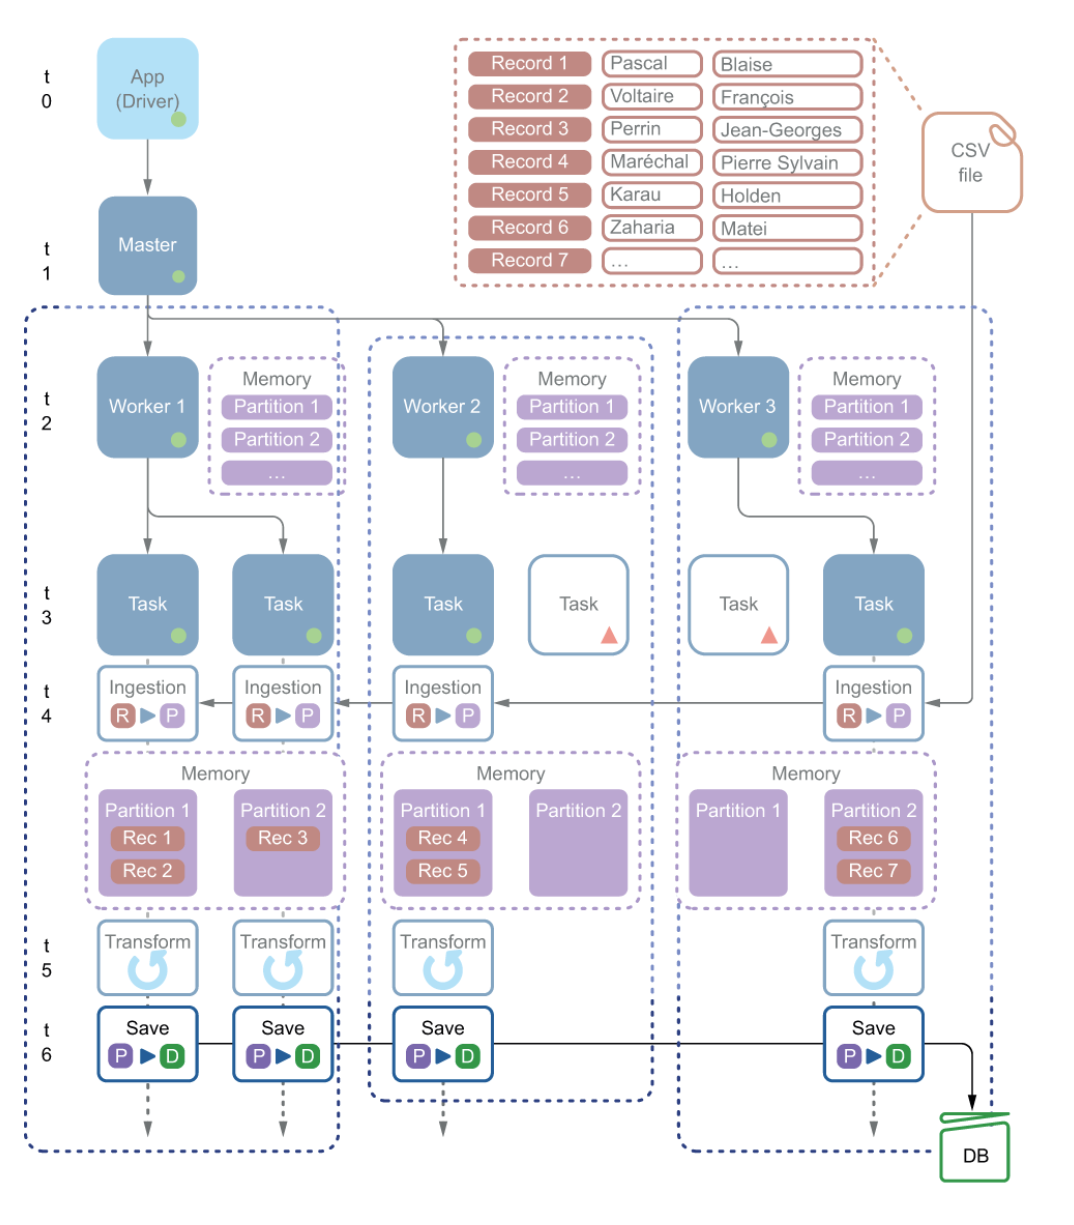 t
0
App
(Driver)
Record 1 Pascal Blaise
Record 2 Voltaire François
Record 3 Perrin Jean-Georges
Record 4 Maréchal Pierre Sylvain
Record 5 Karau Holden
Record 6 Zaharia Matei
Record 7 … …
CSV
file
t
1
Master
t
2
Worker 1
Memory
Partition 1
Partition 2
…
Worker 2
Memory
Partition 1
Partition 2
…
Worker 3
Memory
Partition 1
Partition 2
…
t
3
Task
Task
Task
Task
Task
Task
t
4
Ingestion
R P
Ingestion
R P
Ingestion
R P
Ingestion
R P
Memory
Partition 1
Rec 1
Rec 2
Partition 2
Rec 3
Memory
Partition 1
Rec 4
Rec 5
Partition 2
Memory
Partition 1
Partition 2
Rec 6
Rec 7
t
5
Transform
Transform
Transform
Transform
t
6
Save
P D
Save
P D
Save
P D
Save
P D
DB